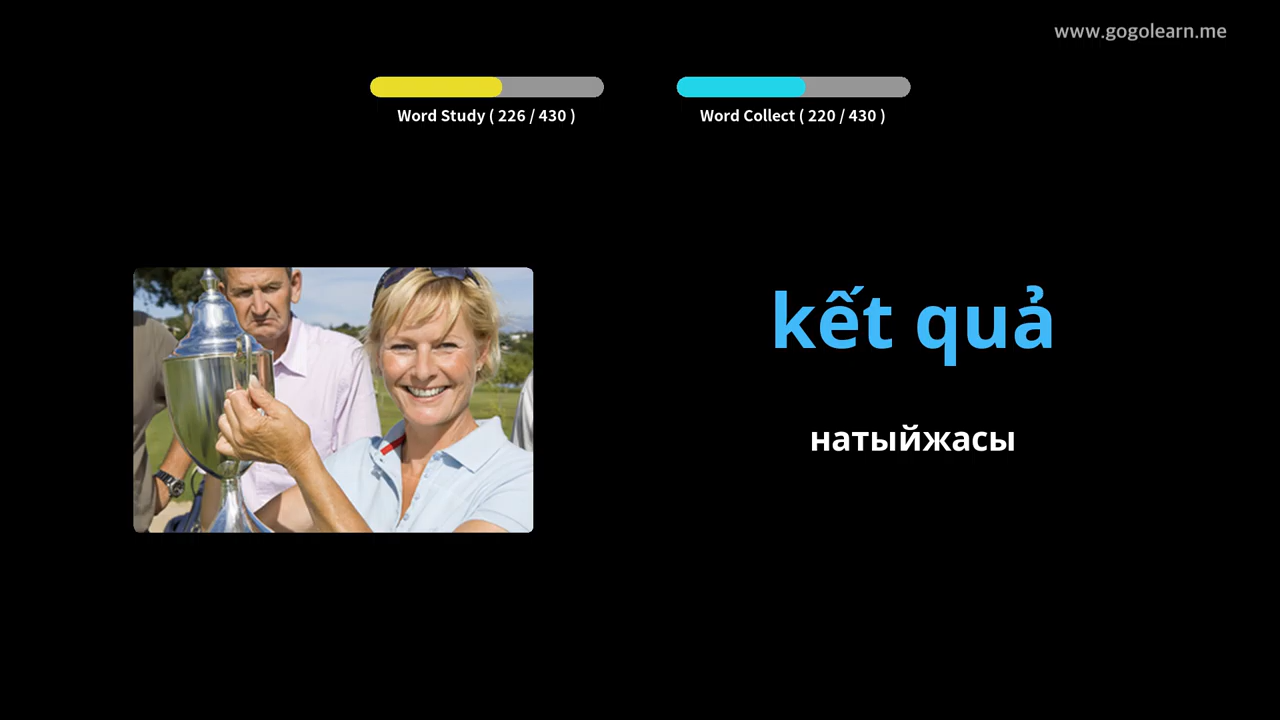 www.gogolearn.me
Word Study ( 226 / 430 )
Word Collect ( 220 / 430 )
kết quả
натыйжасы